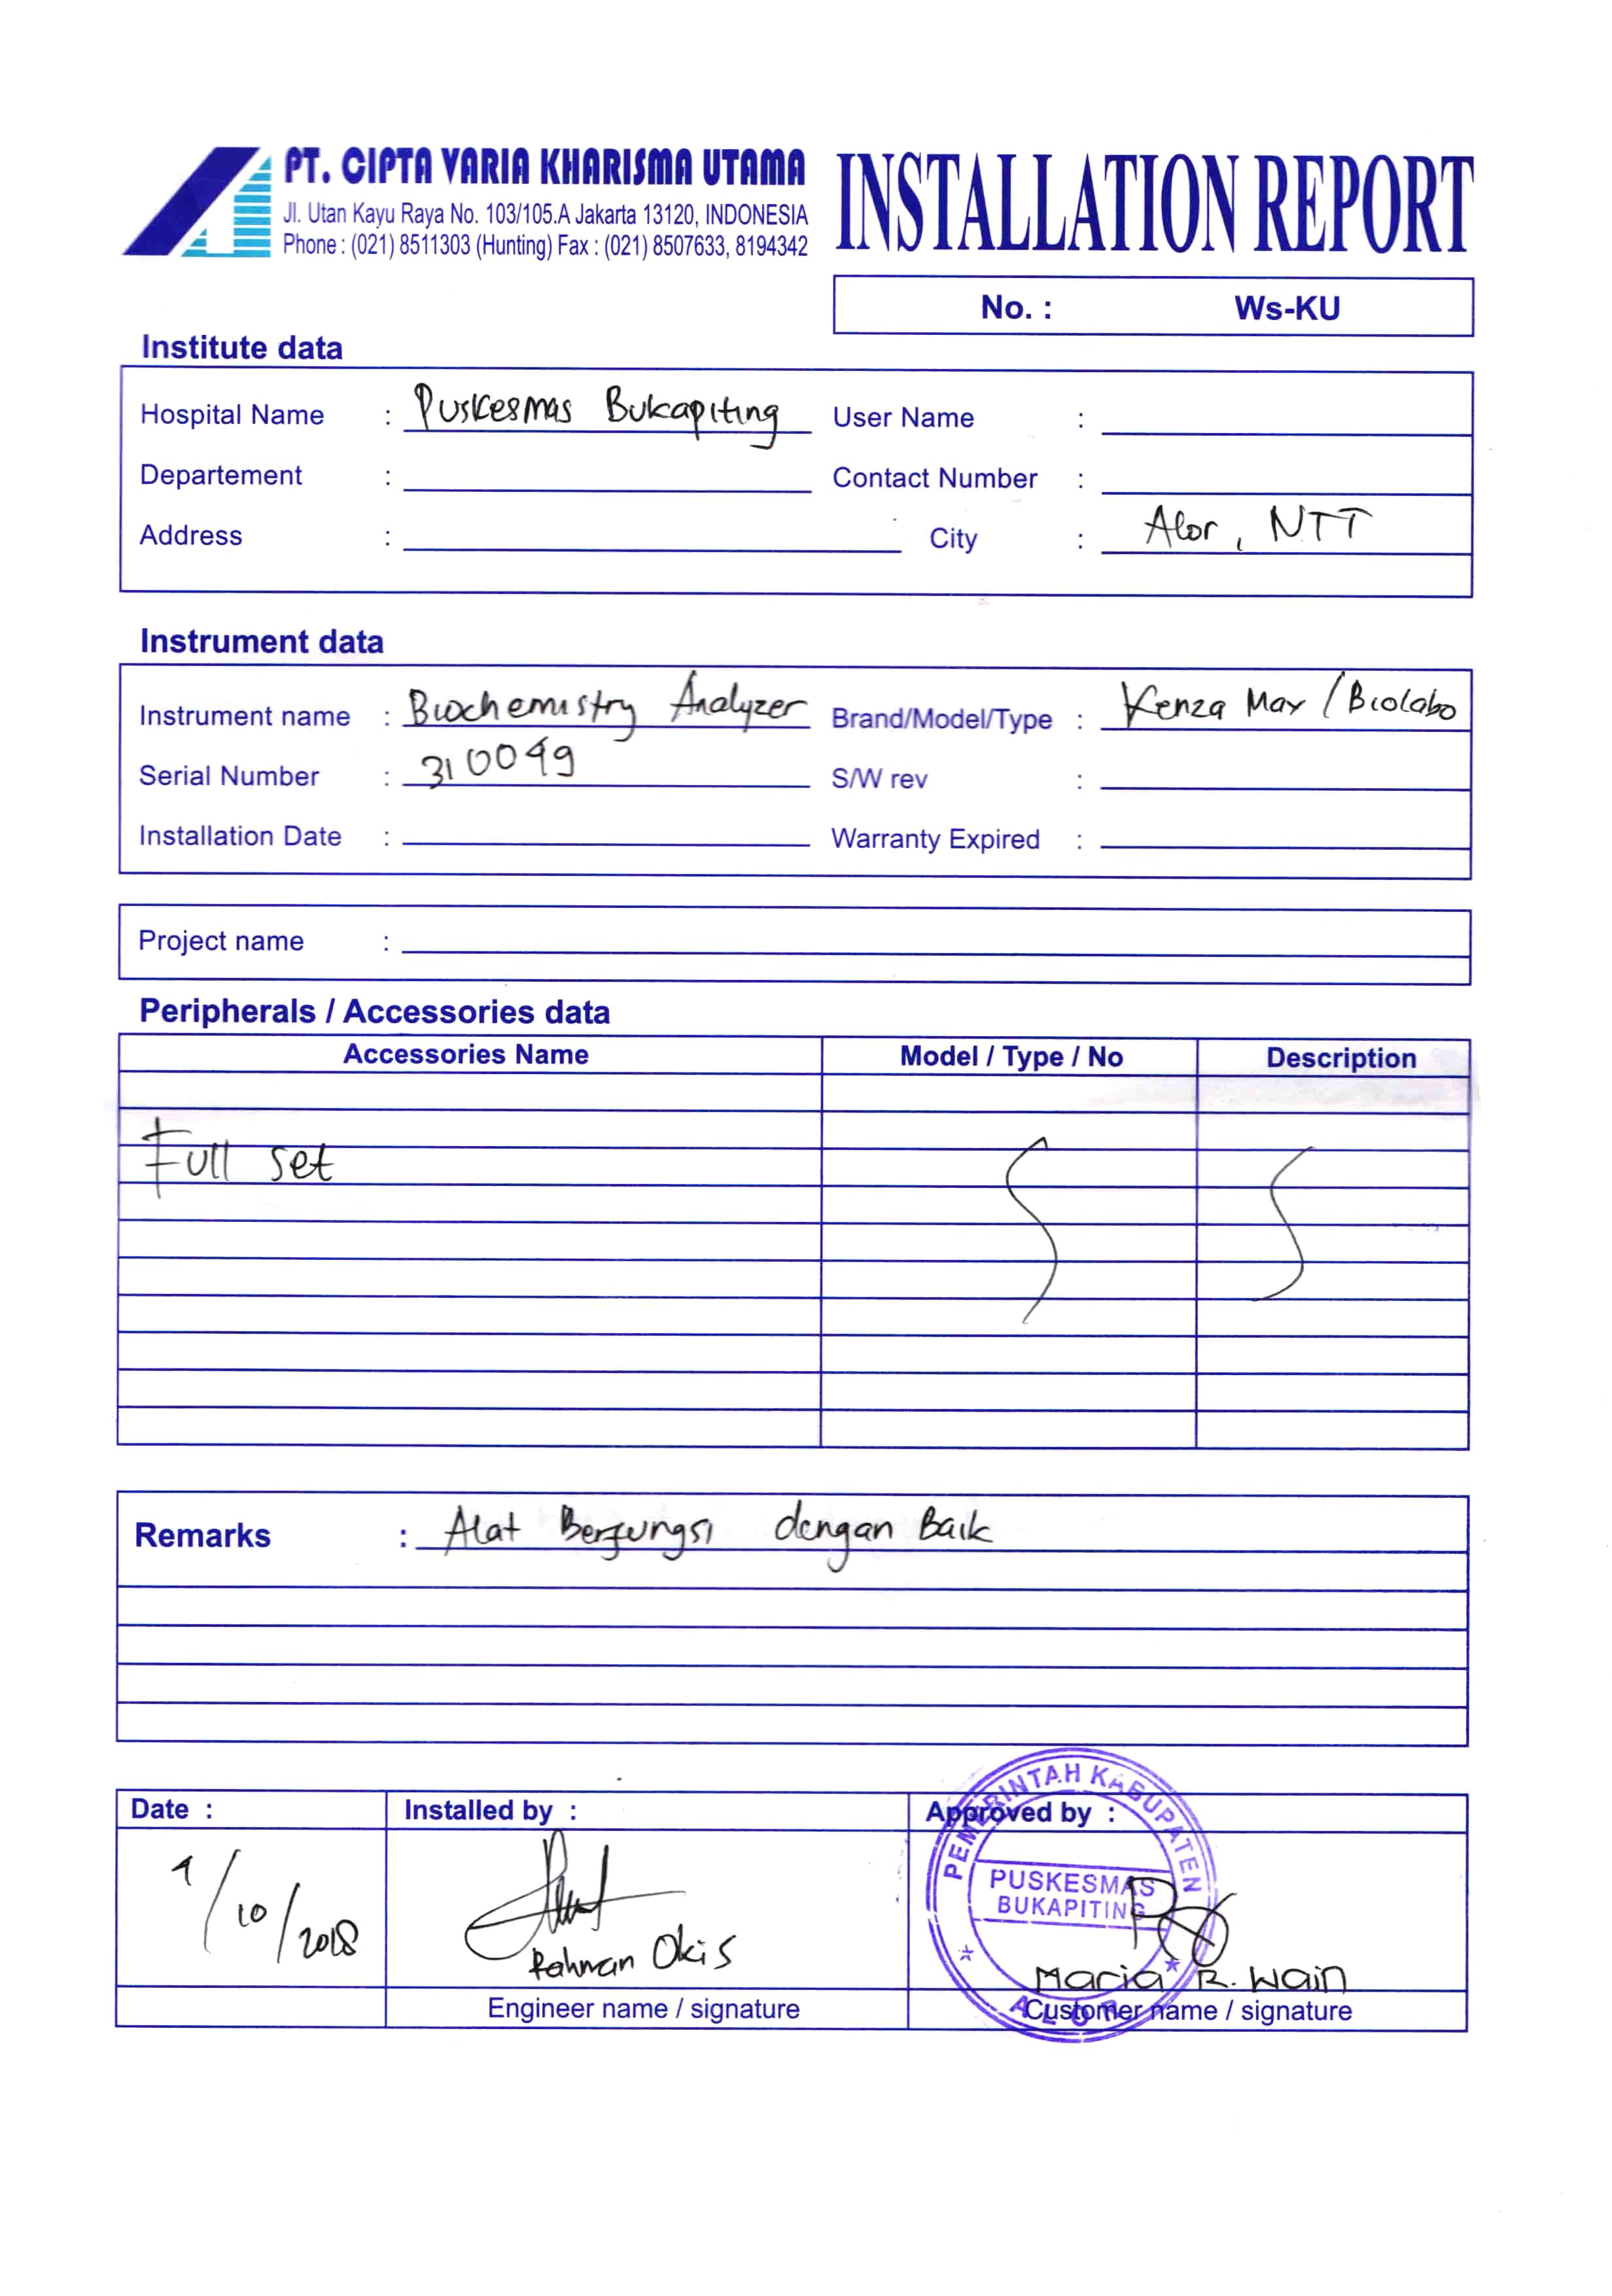 PT. CIPTA VARIA KHARISMA UTAMA
Jl. Utan Kayu Raya No. 103/105.A Jakarta 13120, INDONESIA
Phone : (021) 8511303 (Hunting) Fax : (021) 8507633, 8194342
INSTALLATION REPORT
No. : Ws-KU
Institute data
Hospital Name : Puskesmas Bukapiting User Name :
Departement : Contact Number :
Address : City : Alor, NTT
Instrument data
Instrument name : Biochemistry Analyzer Brand/Model/Type : Kenza Max / Biolabo
Serial Number : 310049 S/W rev :
Installation Date : Warranty Expired :
Project name :
Peripherals / Accessories data
Accessories Name Model / Type / No Description
Full set
Remarks : Alat Berfungsi dengan Baik
Date : Installed by : Approved by :
PEMERINTAH KABUPATEN
PUSKESMAS
BUKAPITING
ALOR
/10/2018
Rahman Okis
Maria R. Wain
Engineer name / signature Customer name / signature